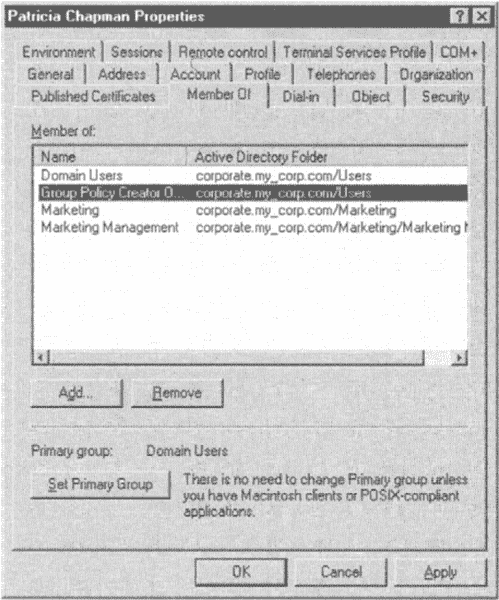 Patricia Chapman Properties
Environment Sessions Remote control Terminal Services Profile COM+
General Address Account Profile Telephones Organization
Published Certificates Member Of Dial-in Object Security
Member of:
Name Active Directory Folder
Domain Users corporate.my_corp.com/Users
Group Policy Creator O... corporate.my_corp.com/Users
Marketing corporate.my_corp.com/Marketing
Marketing Management corporate.my_corp.com/Marketing/Marketing M
Add... Remove
Primary group: Domain Users
Set Primary Group
There is no need to change Primary group unless
you have Macintosh clients or POSIX-compliant
applications.
OK Cancel Apply